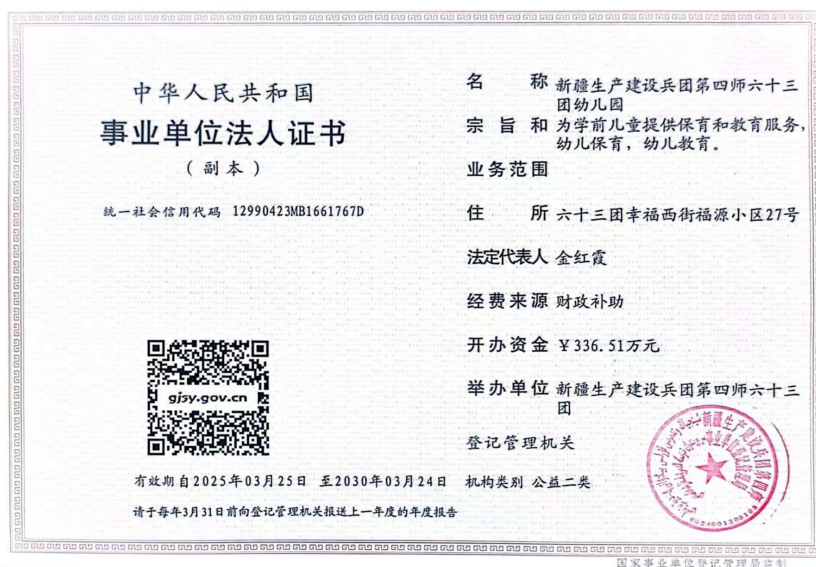 中华人民共和国
事业单位法人证书
（副本）
统一社会信用代码 12990423MB1661767D
gjsy.gov.cn
有效期自2025年03月25日 至2030年03月24日
请于每年3月31日前向登记管理机关报送上一年度的年度报告
名称 新疆生产建设兵团第四师六十三
团幼儿园
宗旨和 为学前儿童提供保育和教育服务，
幼儿保育，幼儿教育。
业务范围
住所 六十三团幸福西街福源小区27号
法定代表人 金红霞
经费来源 财政补助
开办资金 ￥336.51万元
举办单位 新疆生产建设兵团第四师六十三
团
登记管理机关
机构类别 公益二类
国家事业单位登记管理局监制